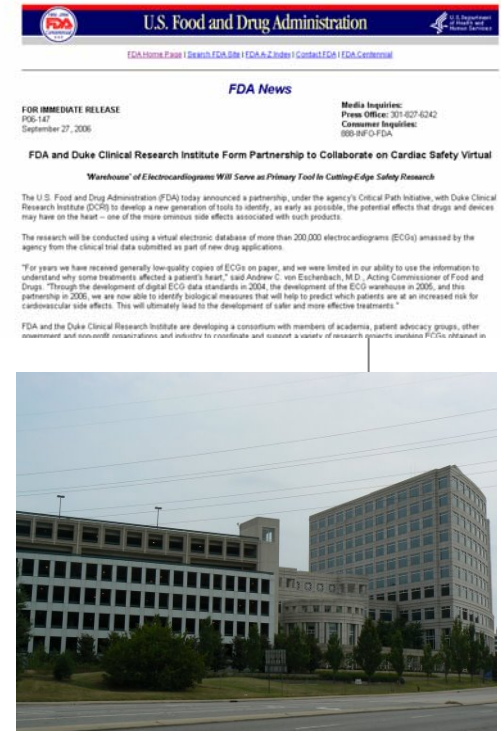 U.S. Food and Drug Administration
U.S. Department
of Health and
Human Services
FDA Home Page | Search FDA Site | FDA A-Z Index | Contact FDA | FDA Centennial
FDA News
FOR IMMEDIATE RELEASE
P06-147
September 27, 2006
Media Inquiries:
Press Office: 301-827-6242
Consumer Inquiries:
888-INFO-FDA
FDA and Duke Clinical Research Institute Form Partnership to Collaborate on Cardiac Safety Virtual
'Warehouse' of Electrocardiograms Will Serve as Primary Tool In Cutting-Edge Safety Research
The U.S. Food and Drug Administration (FDA) today announced a partnership, under the agency's Critical Path Initiative, with Duke Clinical
Research Institute (DCRI) to develop a new generation of tools to identify, as early as possible, the potential effects that drugs and devices
may have on the heart -- one of the more ominous side effects associated with such products.
The research will be conducted using a virtual electronic database of more than 200,000 electrocardiograms (ECGs) amassed by the
agency from the clinical trial data submitted as part of new drug applications.
"For years we have received generally low-quality copies of ECGs on paper, and we were limited in our ability to use the information to
understand why some treatments affected a patient's heart," said Andrew C. von Eschenbach, M.D., Acting Commissioner of Food and
Drugs. "Through the development of digital ECG data standards in 2004, the development of the ECG warehouse in 2005, and this
partnership in 2006, we are now able to identify biological measures that will help to predict which patients are at an increased risk for
cardiovascular side effects. This will ultimately lead to the development of safer and more effective treatments."
FDA and the Duke Clinical Research Institute are developing a consortium with members of academia, patient advocacy groups, other
government and non-profit organizations and industry to coordinate and support a variety of research projects involving ECGs obtained in